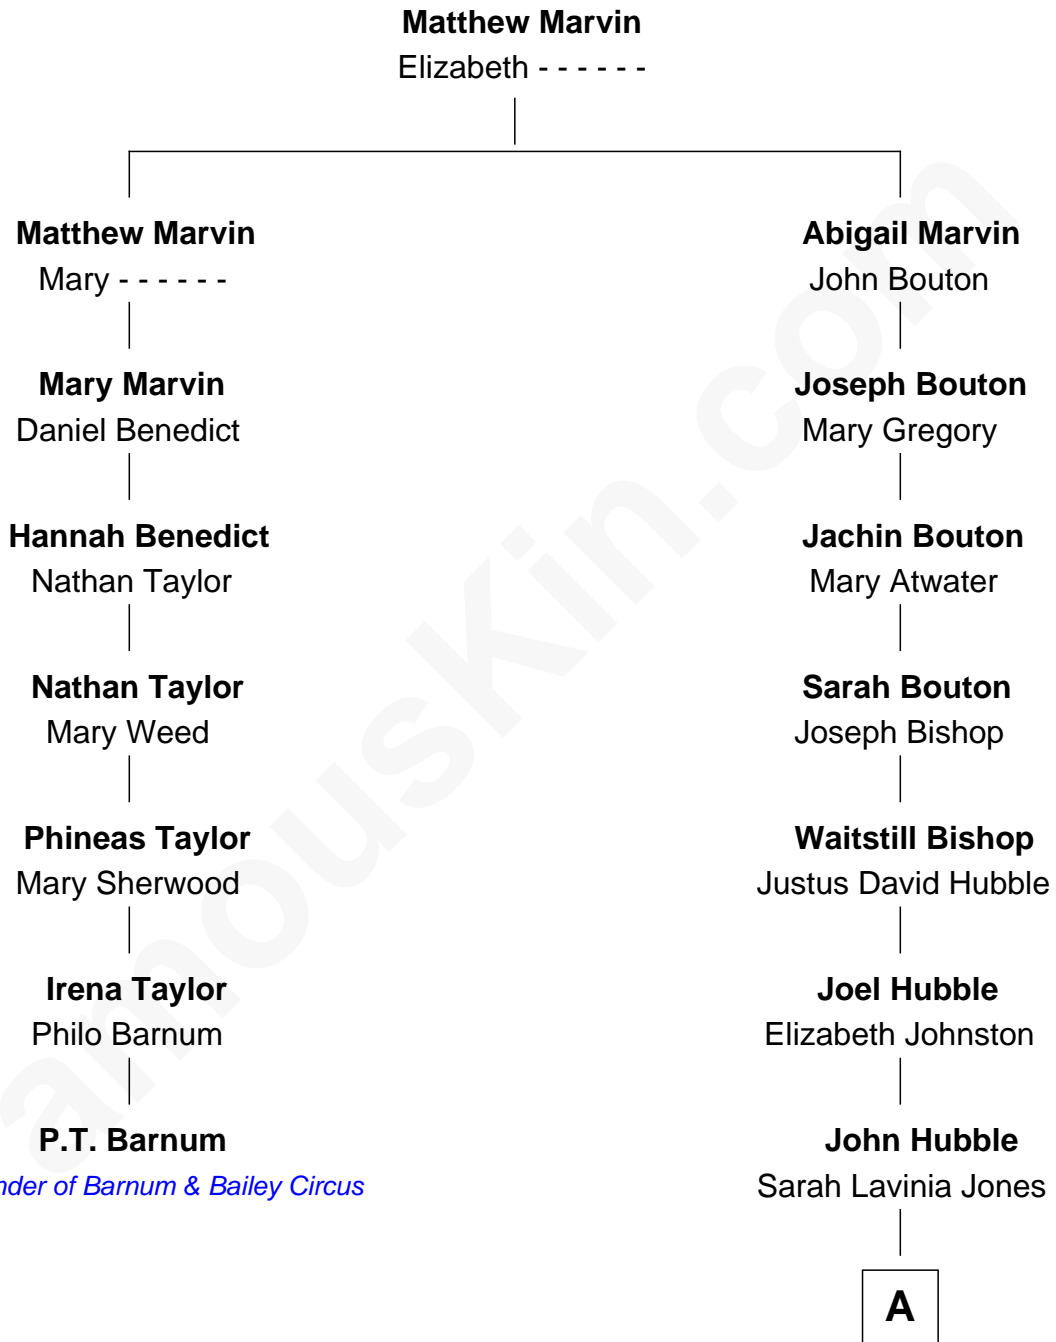 Matthew Marvin
Elizabeth - - - - - -
Matthew Marvin
Mary - - - - - -
Abigail Marvin
John Bouton
Mary Marvin
Daniel Benedict
Joseph Bouton
Mary Gregory
Hannah Benedict
Nathan Taylor
Jachin Bouton
Mary Atwater
Nathan Taylor
Mary Weed
Sarah Bouton
Joseph Bishop
Phineas Taylor
Mary Sherwood
Waitstill Bishop
Justus David Hubble
Irena Taylor
Philo Barnum
Joel Hubble
Elizabeth Johnston
P.T. Barnum
nder of Barnum & Bailey Circus
John Hubble
Sarah Lavinia Jones
A
amouskin.com